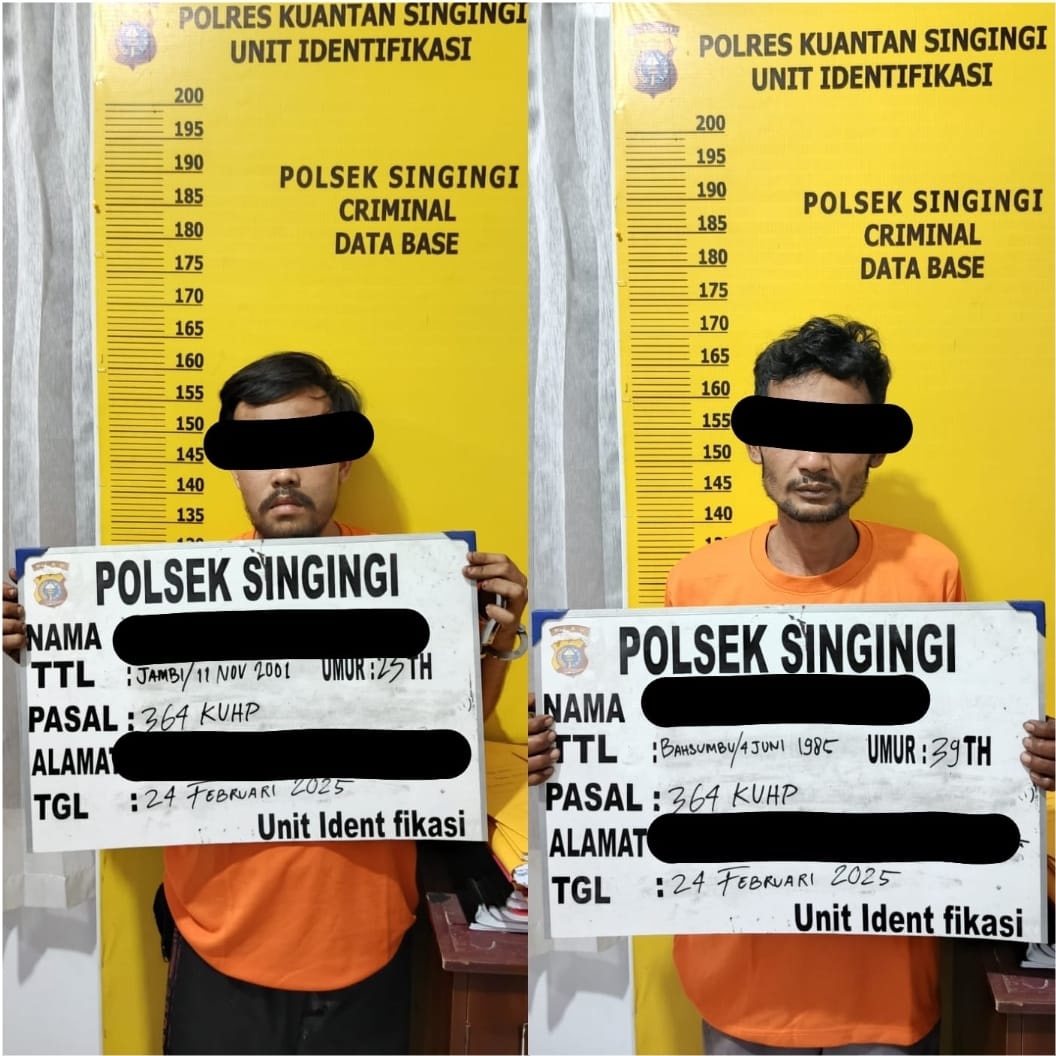 POLRES KUANTAN SINGINGI
UNIT IDENTIFIKASI
200
195
190
185
180
175
170
165
160
155
150
145
140
135
POLSEK SINGINGI
CRIMINAL
DATA BASE
POLSEK SINGINGI
NAMA
TTL : JAMBI/11 NOV 2001 UMUR : 23 TH
PASAL : 364 KUHP
ALAMAT
TGL : 24 FEBRUARI 2025
Unit Ident fikasi
POLRES KUANTAN SINGINGI
UNIT IDENTIFIKASI
200
195
190
185
180
175
170
165
160
155
150
145
140
POLSEK SINGINGI
CRIMINAL
DATA BASE
POLSEK SINGINGI
NAMA
TTL : BAHSUMBU/4 JUNI 1985 UMUR : 39 TH
PASAL : 364 KUHP
ALAMAT
TGL : 24 FEBRUARI 2025
Unit Ident fikasi